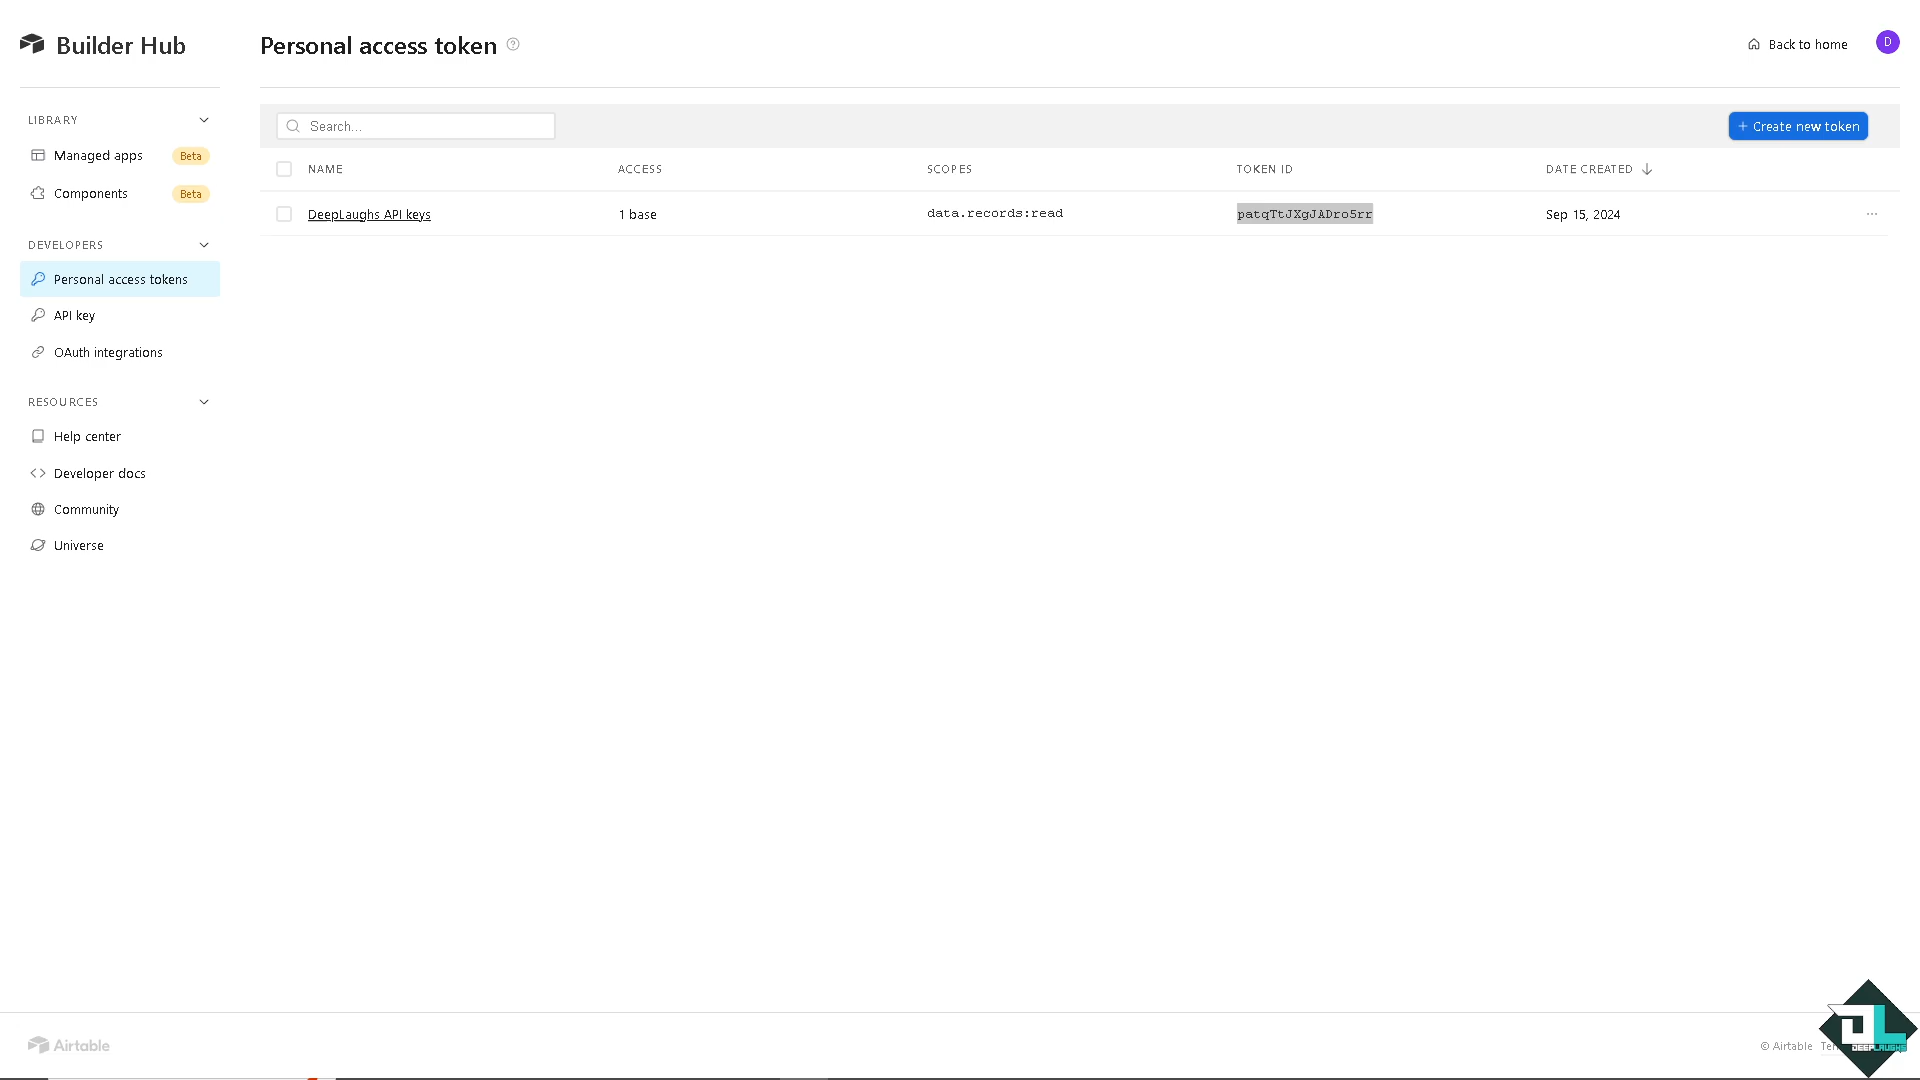 Builder Hub
Personal access token
Back to home
D
LIBRARY
Managed apps Beta
Components Beta
DEVELOPERS
Personal access tokens
API key
OAuth integrations
RESOURCES
Help center
Developer docs
Community
Universe
Search...
+ Create new token
NAME ACCESS SCOPES TOKEN ID DATE CREATED
DeepLaughs API keys 1 base data.records:read patqTtJXgJADro5rr Sep 15, 2024
Airtable
© Airtable
DEEPLAUGHS